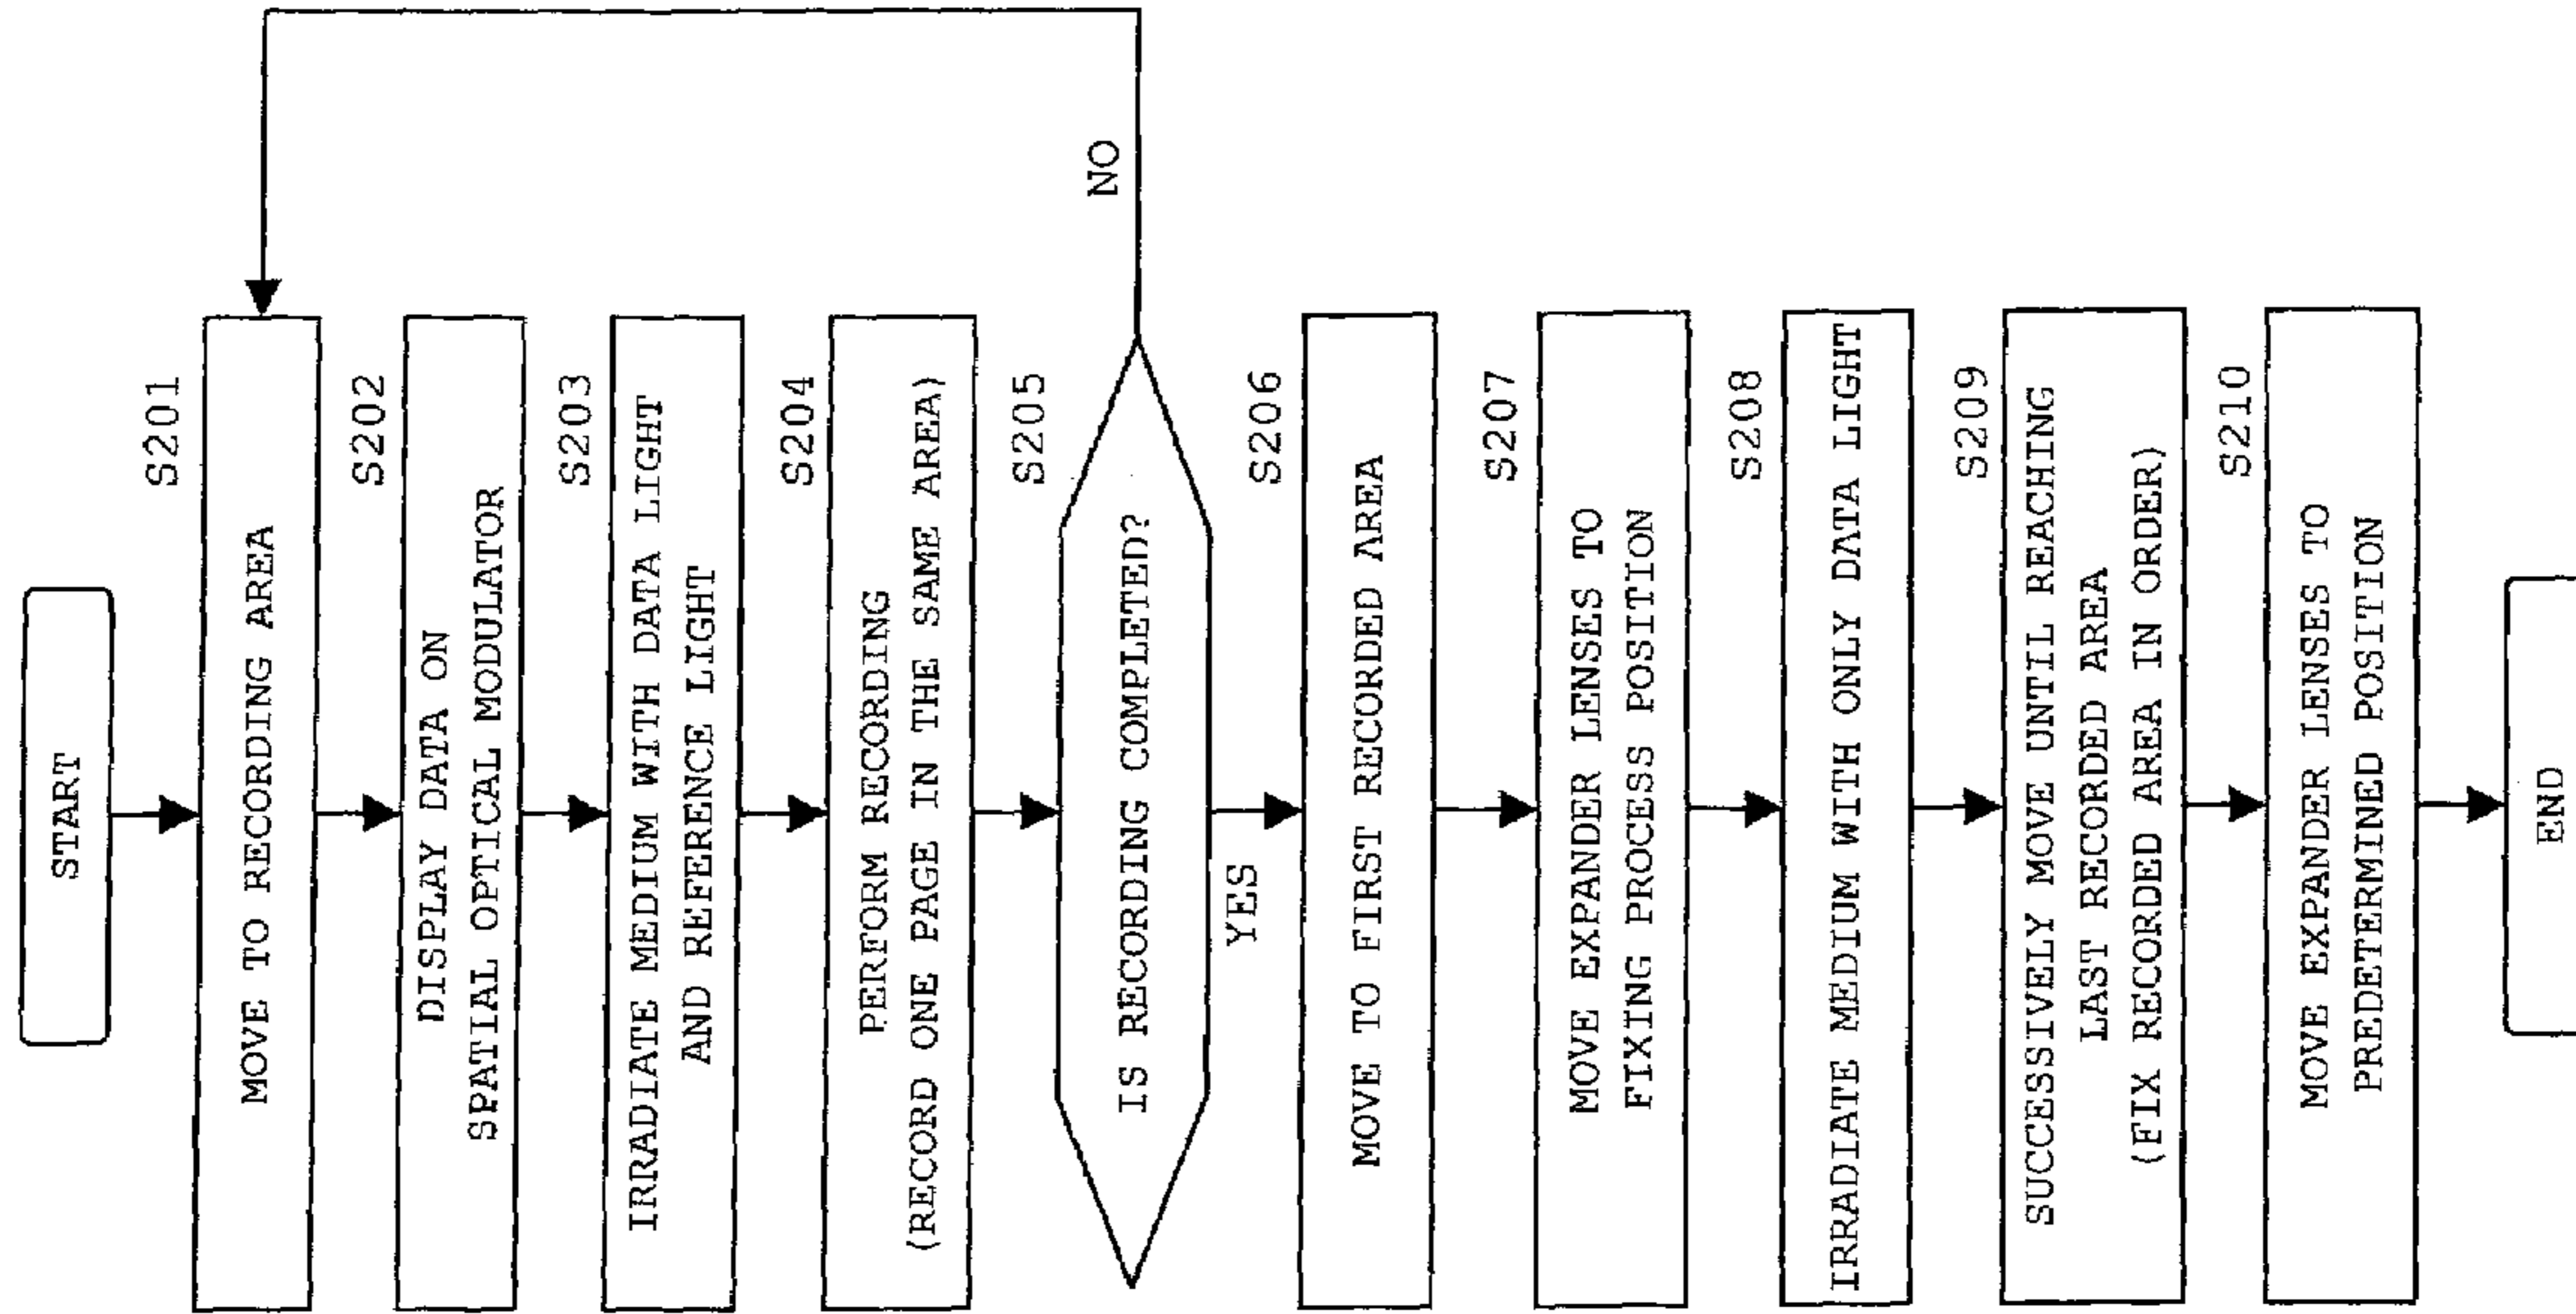 START
S201
MOVE TO RECORDING AREA
S202
DISPLAY DATA ON
SPATIAL OPTICAL MODULATOR
S203
IRRADIATE MEDIUM WITH DATA LIGHT
AND REFERENCE LIGHT
S204
PERFORM RECORDING
(RECORD ONE PAGE IN THE SAME AREA)
S205
IS RECORDING COMPLETED?
NO
YES
S206
MOVE TO FIRST RECORDED AREA
S207
MOVE EXPANDER LENSES TO
FIXING PROCESS POSITION
S208
IRRADIATE MEDIUM WITH ONLY DATA LIGHT
S209
SUCCESSIVELY MOVE UNTIL REACHING
LAST RECORDED AREA
(FIX RECORDED AREA IN ORDER)
S210
MOVE EXPANDER LENSES TO
PREDETERMINED POSITION
END